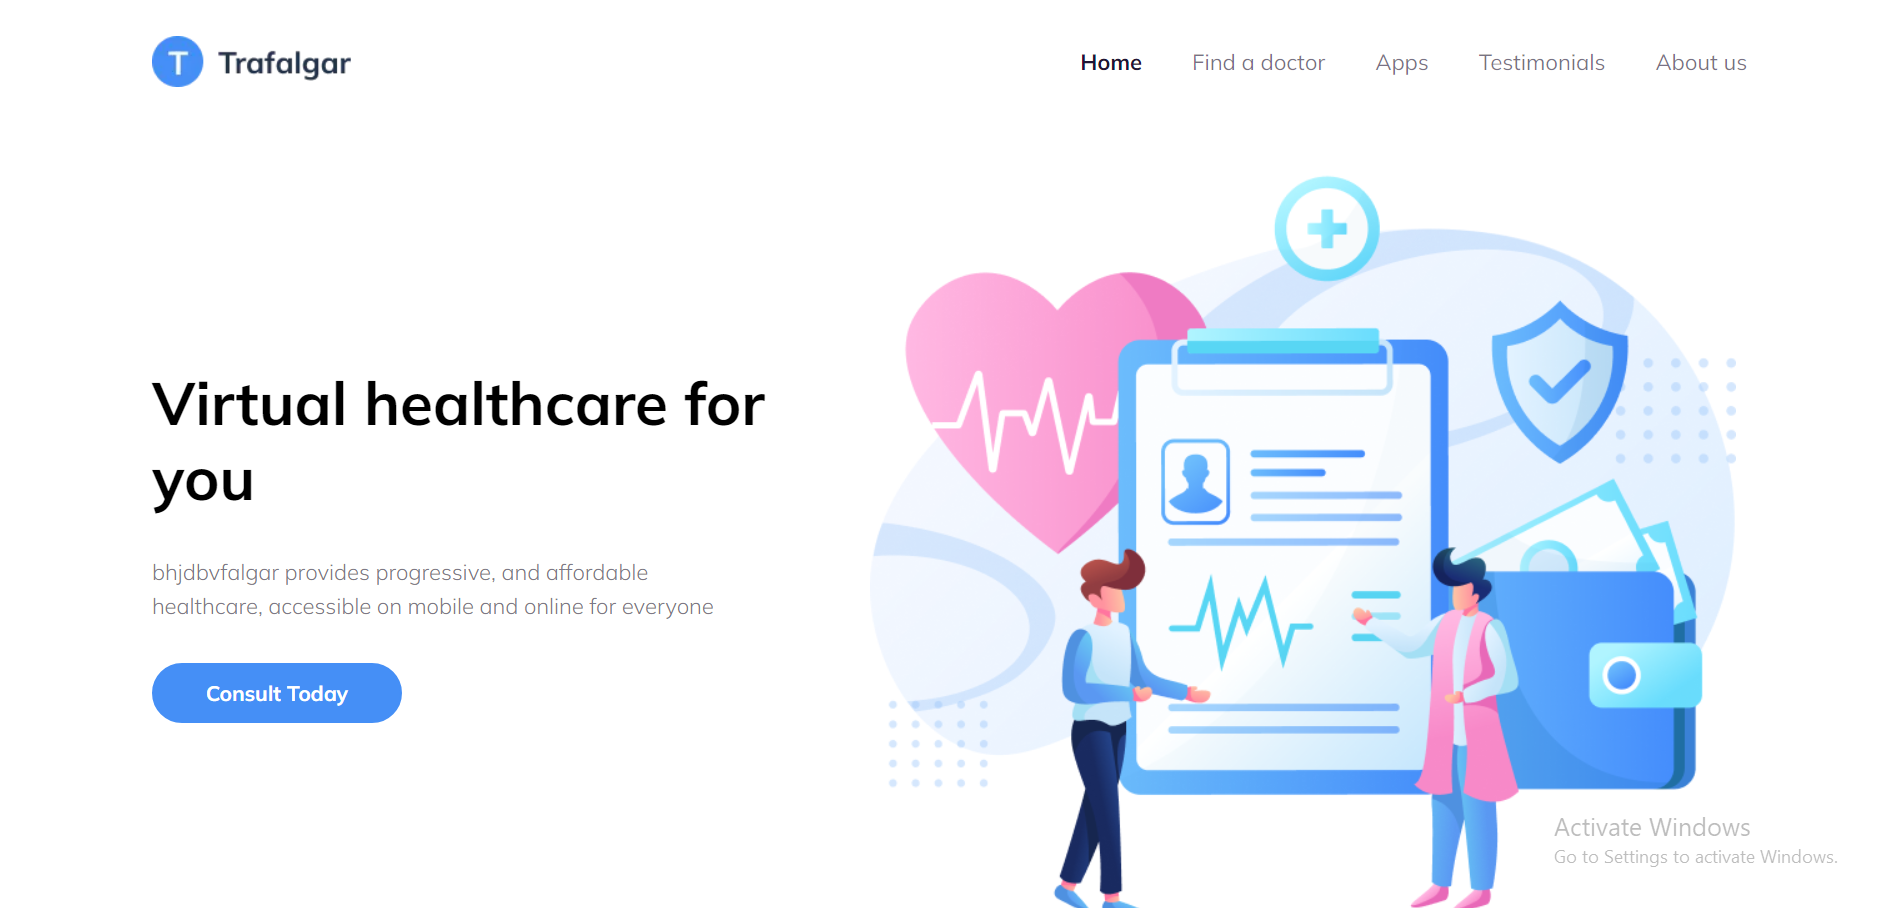 T Trafalgar
Home Find a doctor Apps Testimonials About us
Virtual healthcare for
you
bhjdbvfalgar provides progressive, and affordable
healthcare, accessible on mobile and online for everyone
Consult Today
Activate Windows
Go to Settings to activate Windows.